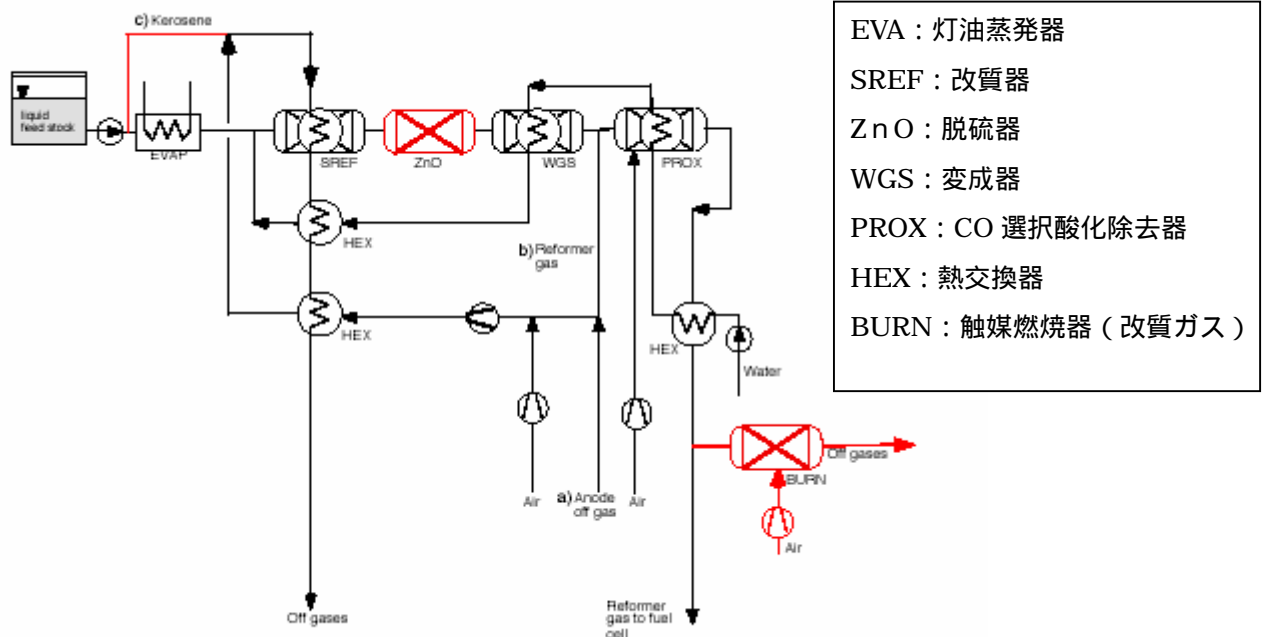 c) Kerosene
liquid
feed stock
EVAP
SREF
ZnO
WGS
PROX
HEX
b) Reformer
gas
HEX
HEX
Water
Air
a) Anode
off gas
Air
Off gases
BURN
Air
Off gases
Reformer
gas to fuel
cell
EVA：灯油蒸発器
SREF：改質器
ZｎO：脱硫器
WGS：変成器
PROX：CO 選択酸化除去器
HEX：熱交換器
BURN：触媒燃焼器（改質ガス）